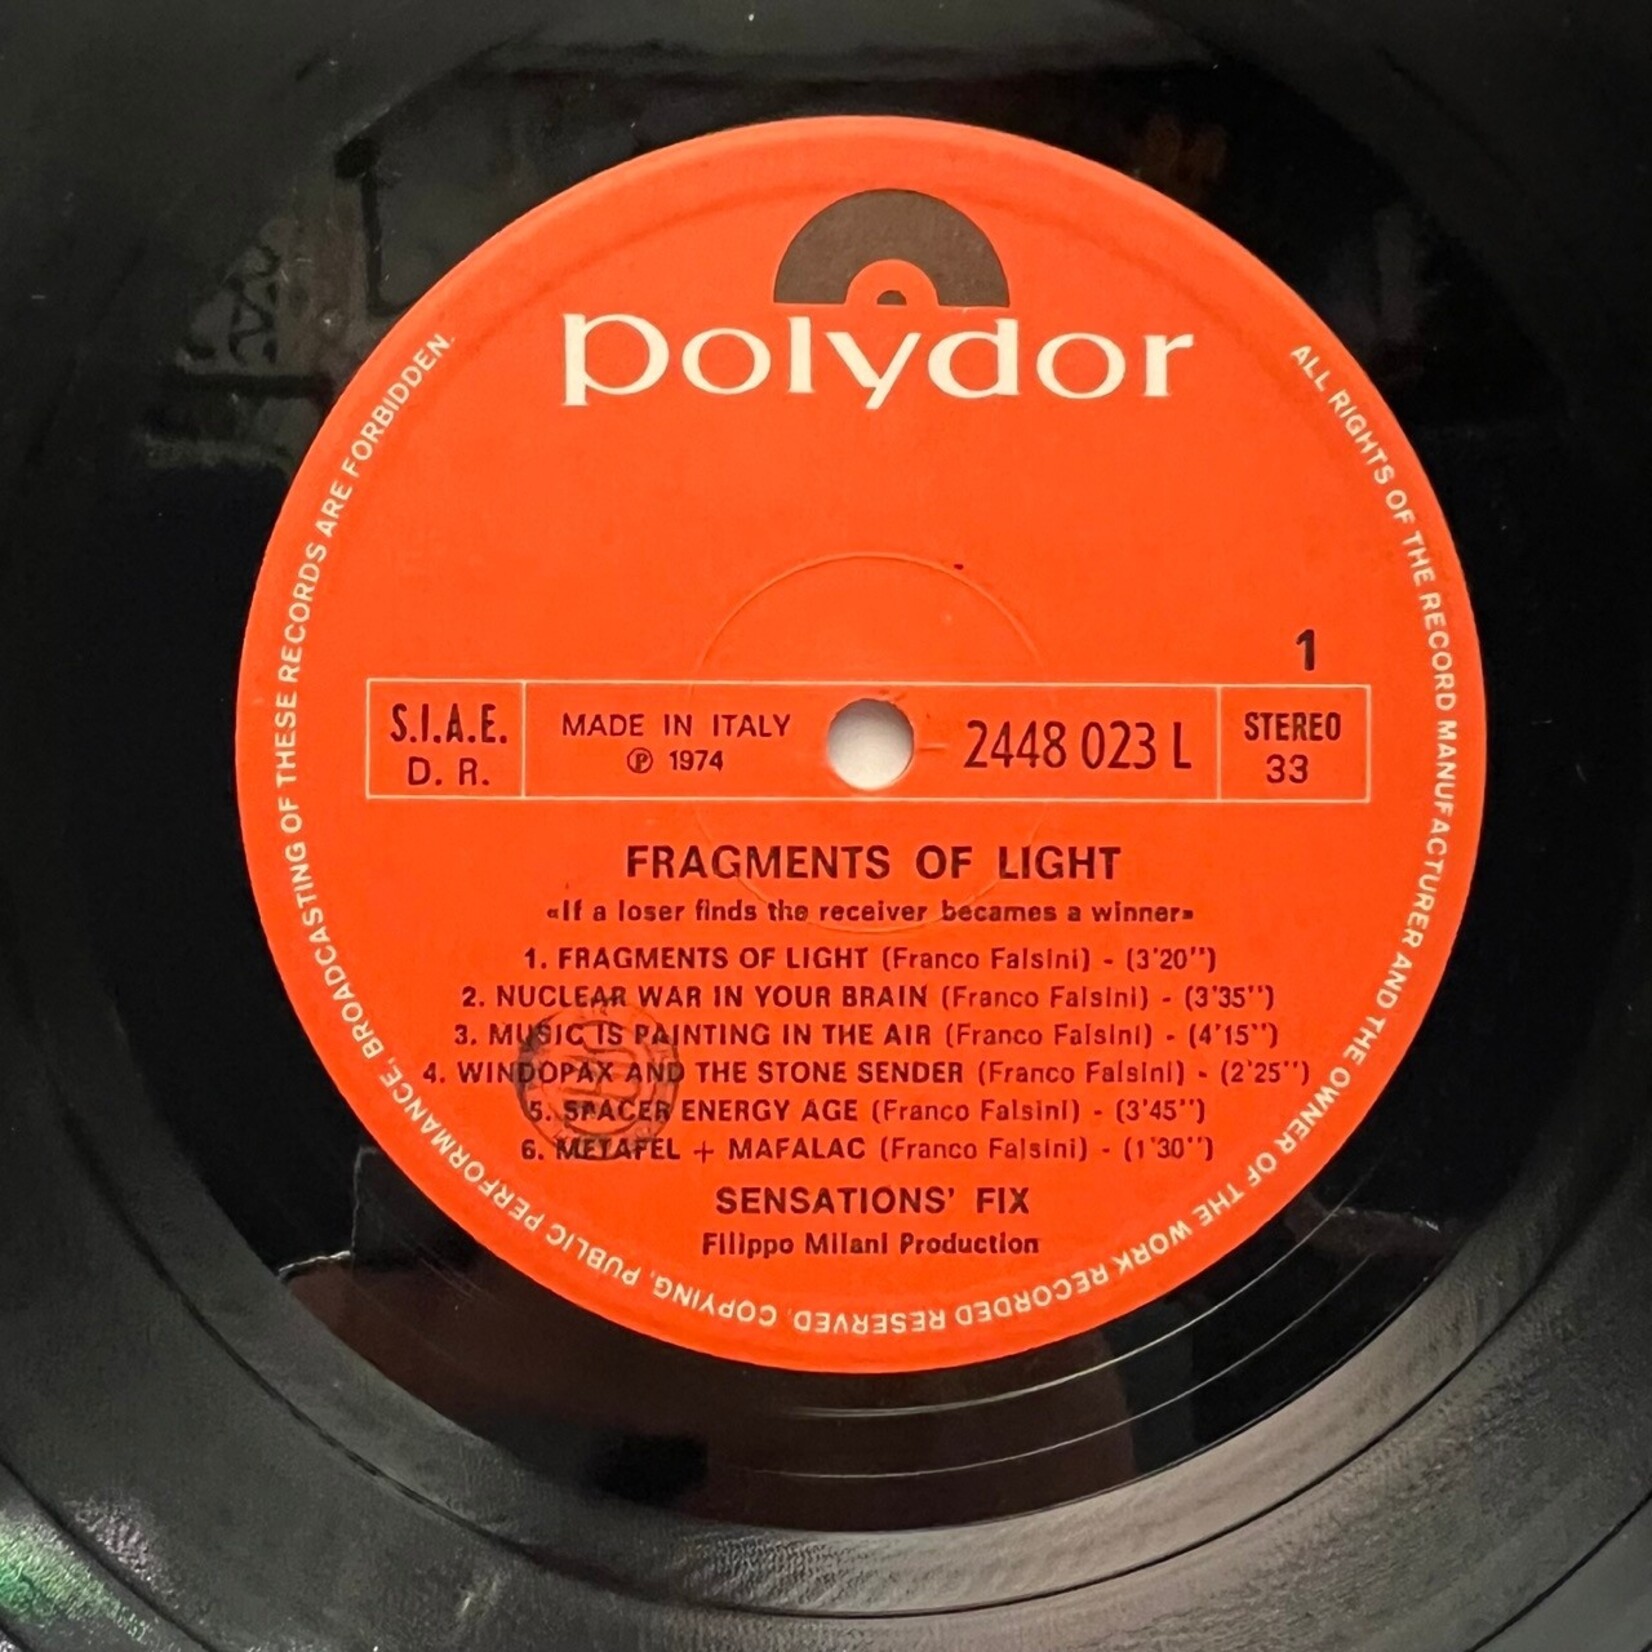 polydor
1
S.I.A.E.
D. R.
MADE IN ITALY
℗ 1974
2448 023 L
STEREO
33
FRAGMENTS OF LIGHT
«If a loser finds the receiver becames a winner»
1. FRAGMENTS OF LIGHT (Franco Falsini) - (3'20'')
2. NUCLEAR WAR IN YOUR BRAIN (Franco Falsini) - (3'35'')
3. MUSIC IS PAINTING IN THE AIR (Franco Falsini) - (4'15'')
4. WINDOPAX AND THE STONE SENDER (Franco Falsini) - (2'25'')
5. SPACER ENERGY AGE (Franco Falsini) - (3'45'')
6. METAFEL + MAFALAC (Franco Falsini) - (1'30'')
SENSATIONS' FIX
Filippo Milani Production
ALL RIGHTS OF THE RECORD MANUFACTURER AND THE OWNER OF THE WORK RECORDED RESERVED. COPYING, PUBLIC PERFORMANCE, BROADCASTING OF THESE RECORDS ARE FORBIDDEN.